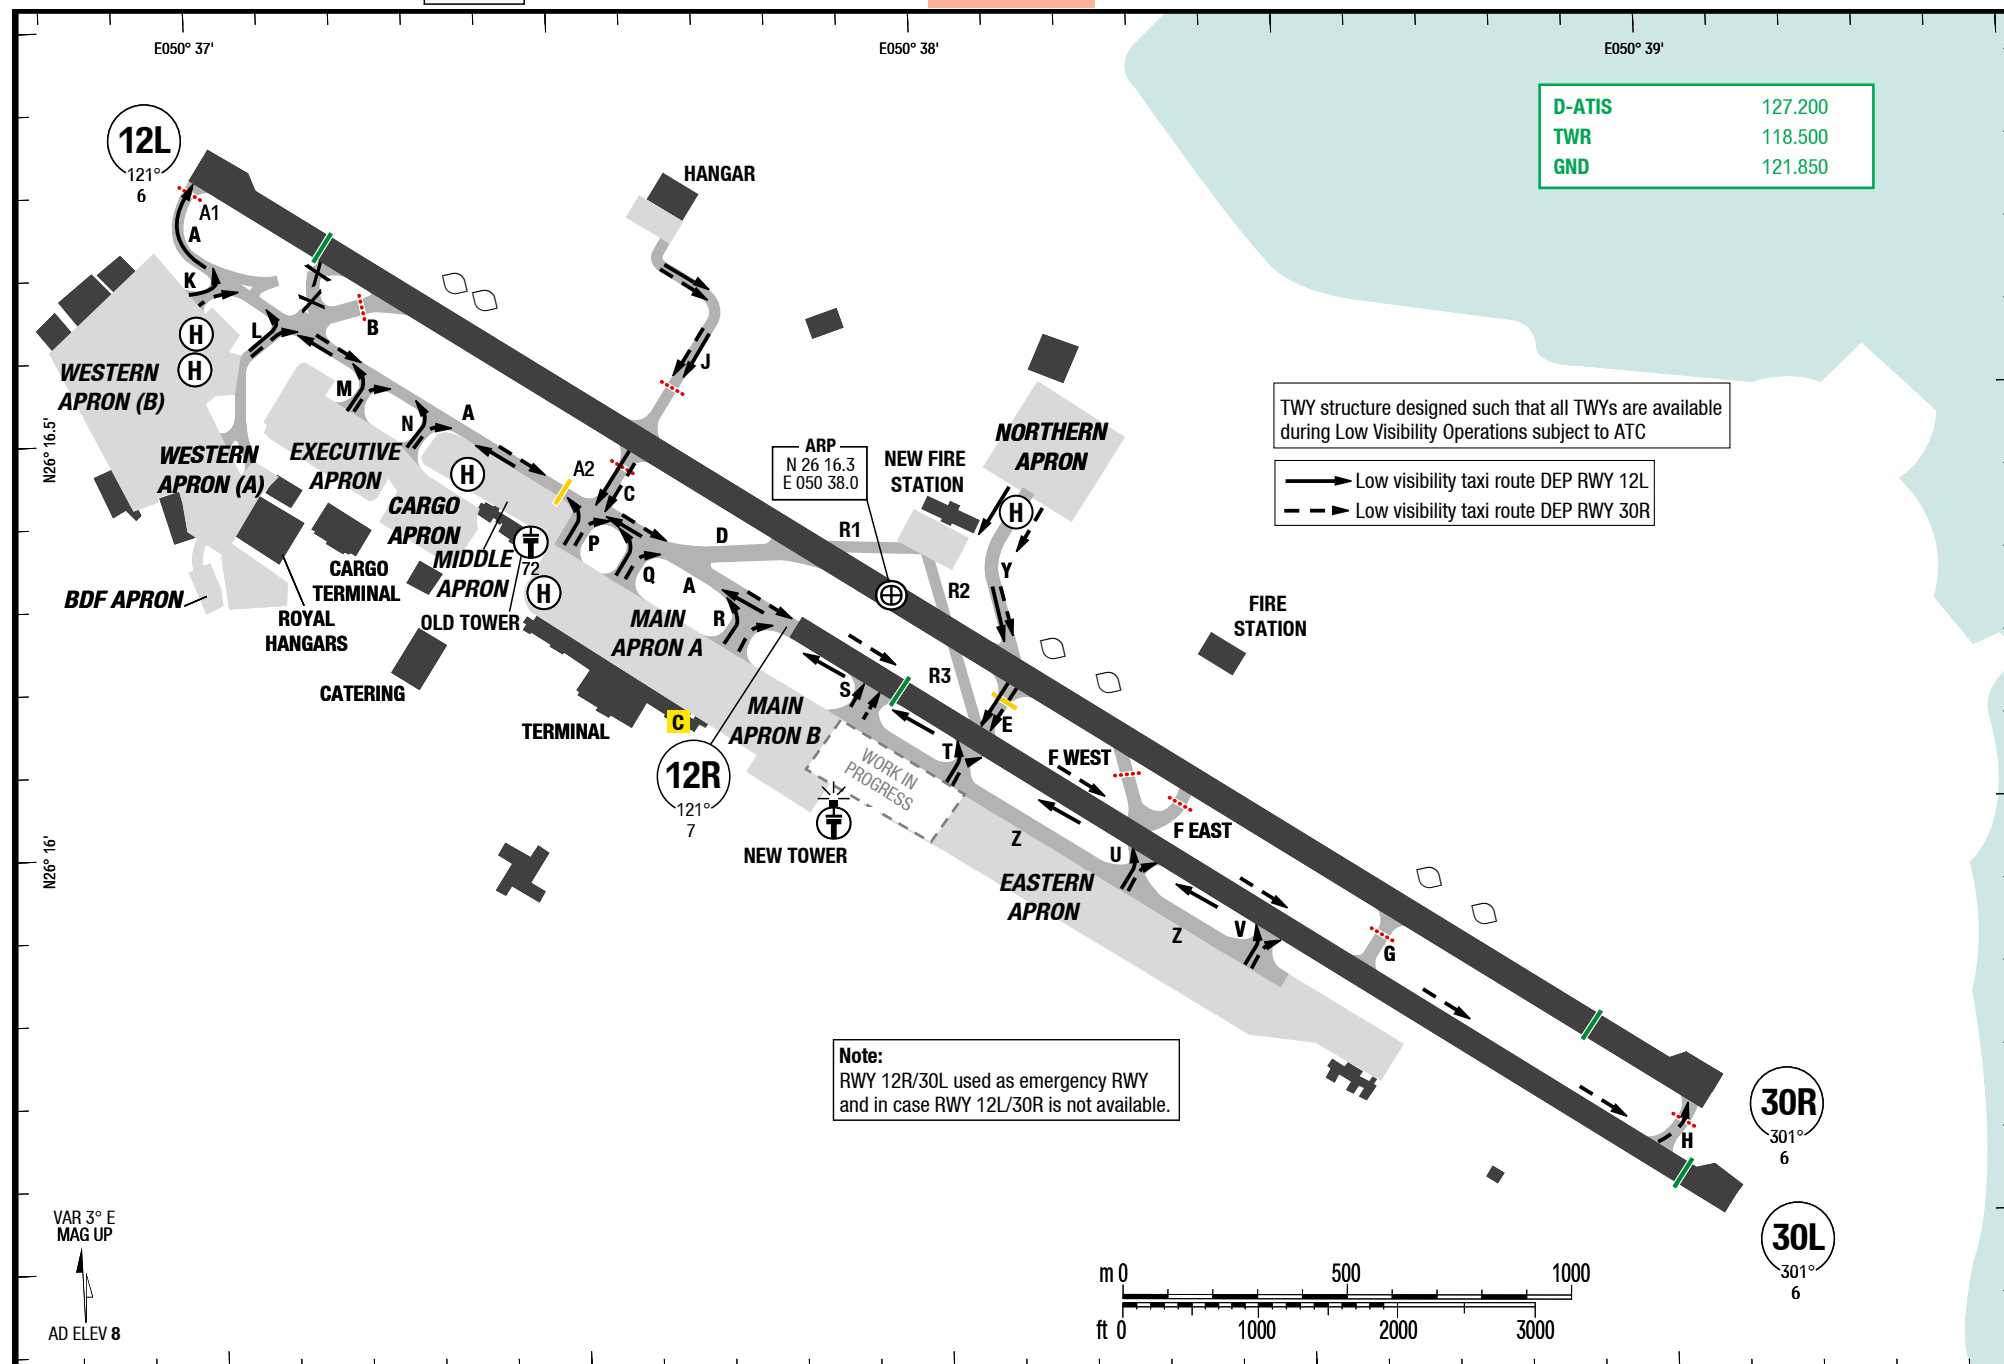 E050° 37'
E050° 38'
E050° 39'
D-ATIS 127.200
TWR 118.500
GND 121.850
12L
121°
6
A1
A
K
L
B
H
H
HANGAR
J
WESTERN
APRON (B)
M
N
A
WESTERN
APRON (A)
EXECUTIVE
APRON
H
A2
C
CARGO
APRON
MIDDLE
APRON
72
H
P
Q
D
A
R
R1
R2
R3
ARP
N 26 16.3
E 050 38.0
NEW FIRE
STATION
NORTHERN
APRON
H
Y
TWY structure designed such that all TWYs are available
during Low Visibility Operations subject to ATC
Low visibility taxi route DEP RWY 12L
Low visibility taxi route DEP RWY 30R
N26° 16.5'
BDF APRON
ROYAL
HANGARS
CARGO
TERMINAL
OLD TOWER
CATERING
TERMINAL
C
MAIN
APRON A
MAIN
APRON B
12R
121°
7
S
T
E
WORK IN
PROGRESS
NEW TOWER
FIRE
STATION
F WEST
F EAST
Z
U
EASTERN
APRON
Z
V
G
N26° 16'
Note:
RWY 12R/30L used as emergency RWY
and in case RWY 12L/30R is not available.
H
30R
301°
6
30L
301°
6
VAR 3° E
MAG UP
AD ELEV 8
m 0 500 1000
ft 0 1000 2000 3000